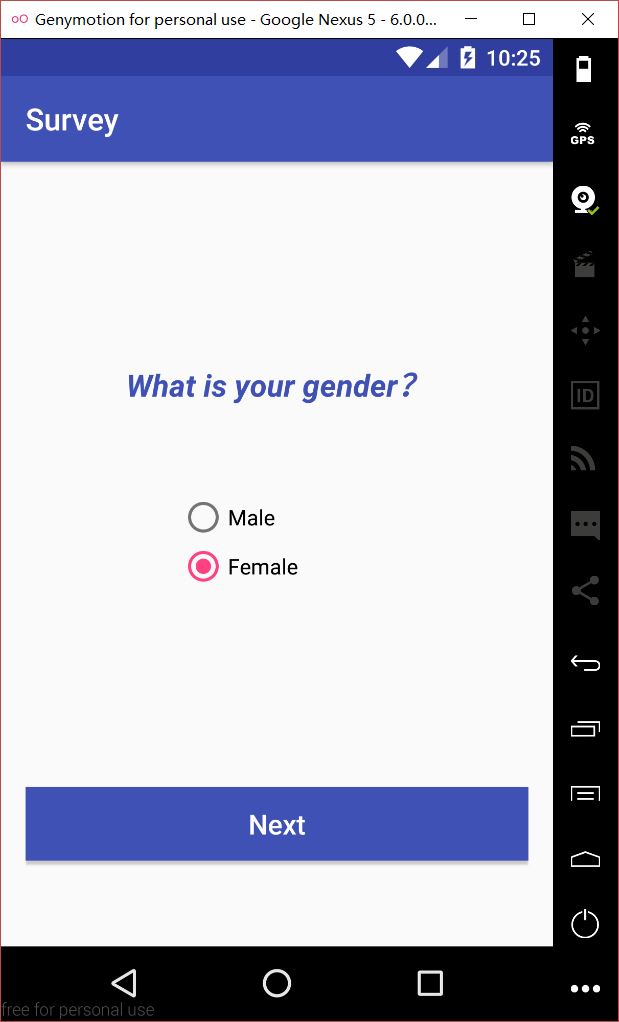 Genymotion for personal use - Google Nexus 5 - 6.0.0...
10:25
GPS
Survey
What is your gender？
ID
Male
Female
Next
free for personal use